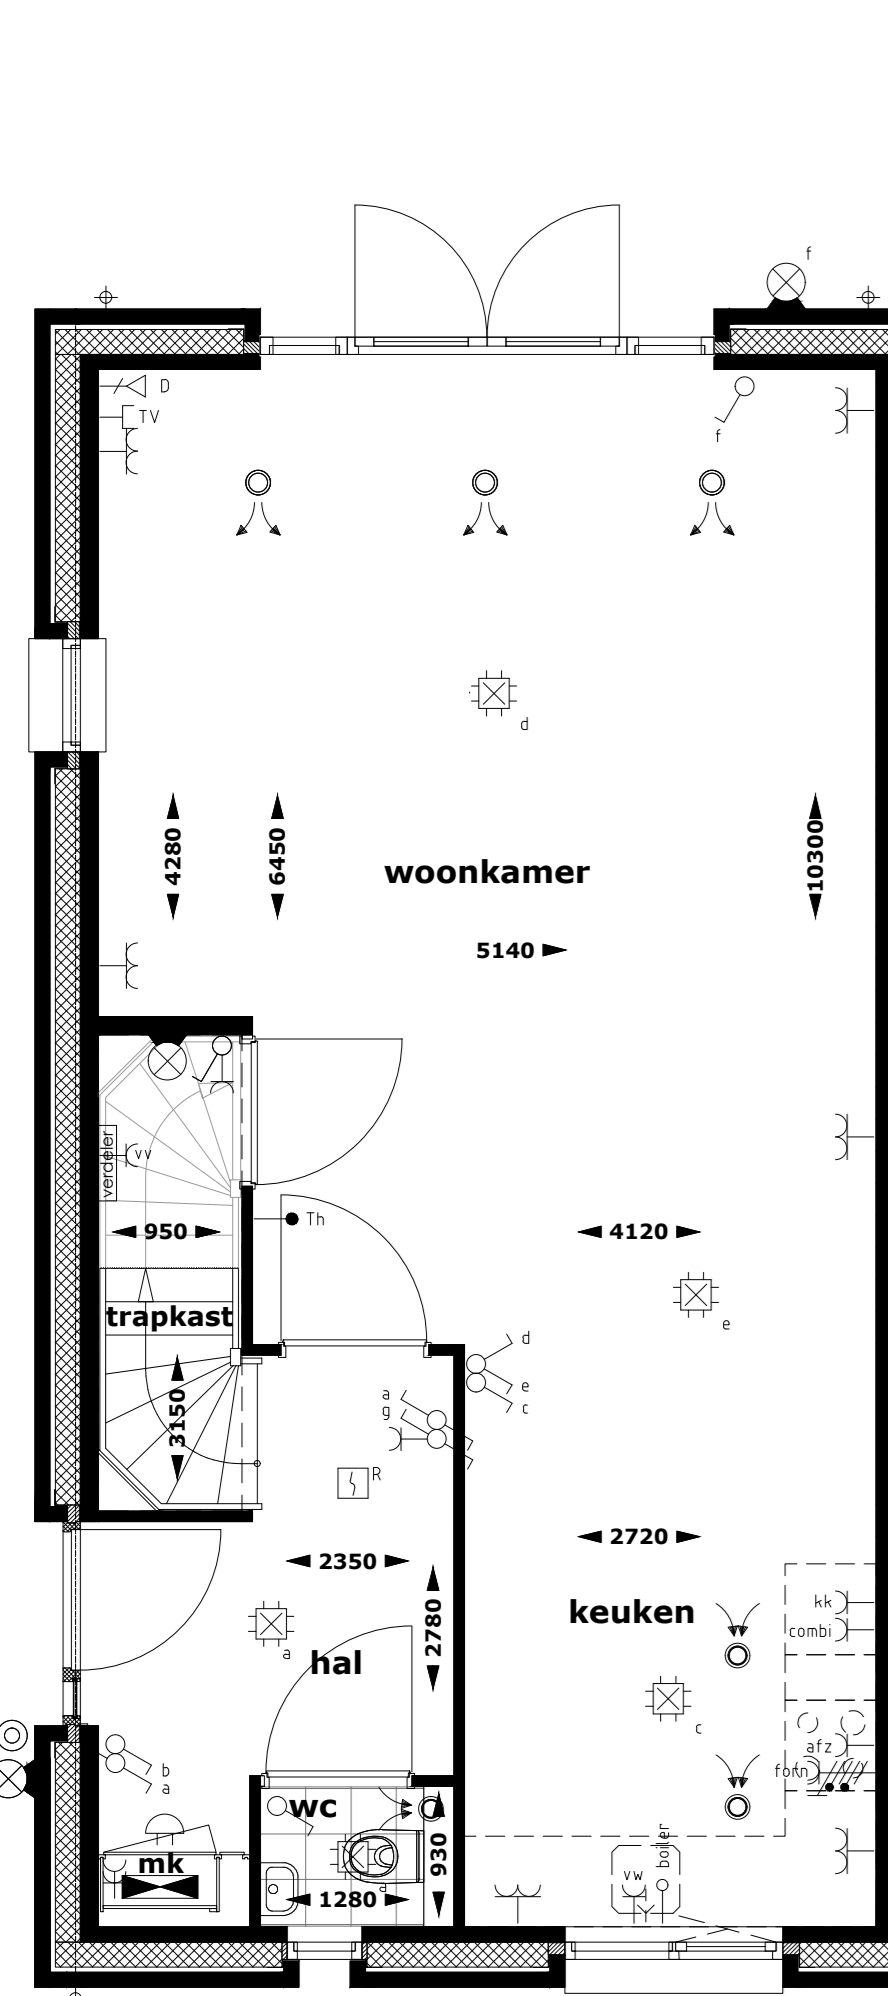 f
D
TV
f
d
4280
6450
10300
woonkamer
5140
verdeler
vv
950
Th
4120
trapkast
e
d
e
c
a
g
3150
R
2350
2720
2780
kk
keuken
combi
a
hal
c
afz
forn
b
a
wc
boiler
930
mk
vw
a
1280